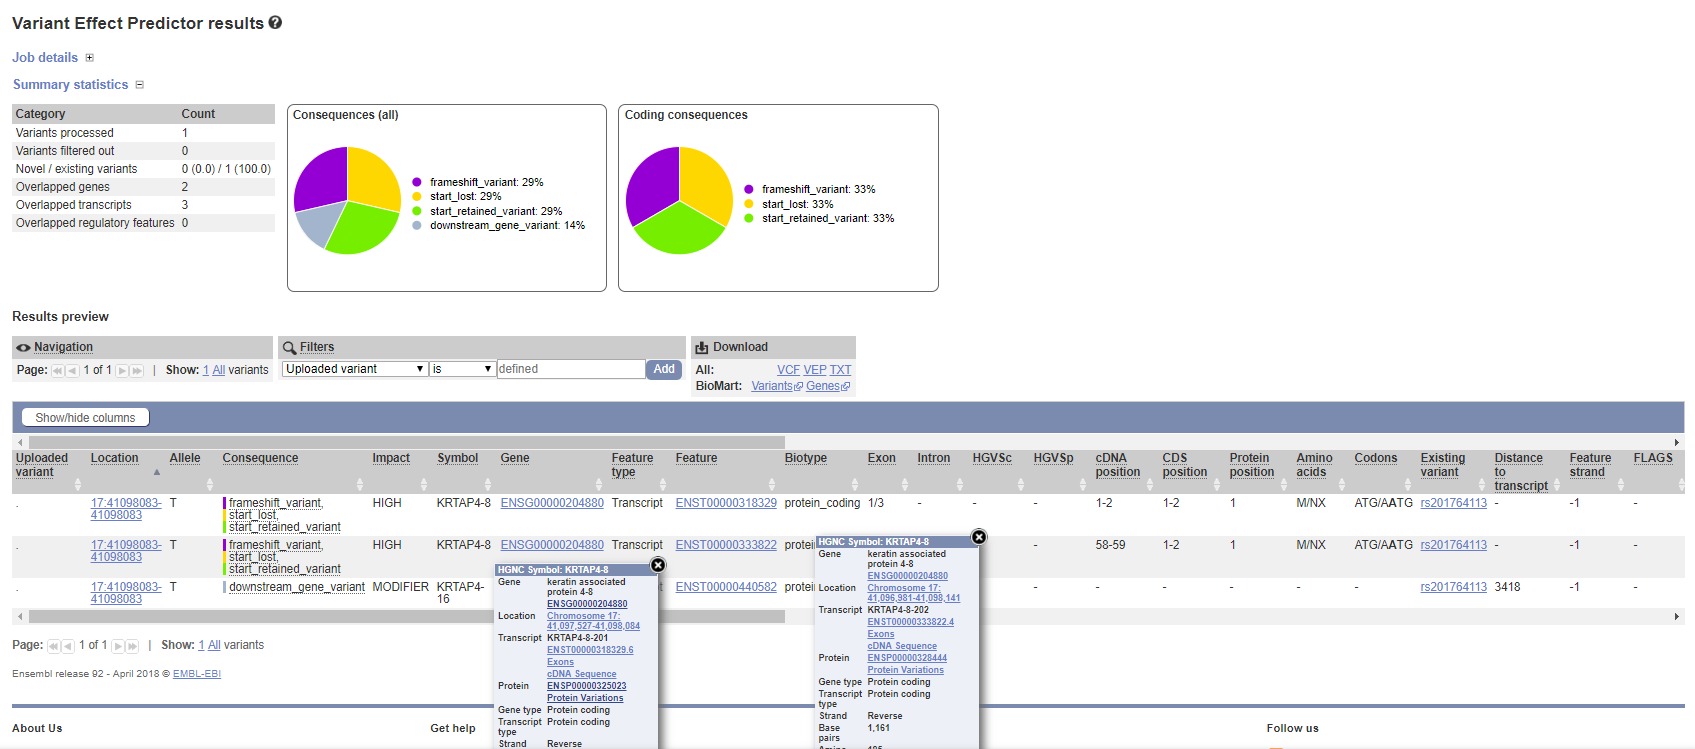 Variant Effect Predictor results
Job details
Summary statistics
Category Count
Variants processed 1
Variants filtered out 0
Novel / existing variants 0 (0.0) / 1 (100.0)
Overlapped genes 2
Overlapped transcripts 3
Overlapped regulatory features 0
Consequences (all)
frameshift_variant: 29%
start_lost: 29%
start_retained_variant: 29%
downstream_gene_variant: 14%
Coding consequences
frameshift_variant: 33%
start_lost: 33%
start_retained_variant: 33%
Results preview
Navigation
Page: 1 of 1 | Show: 1 All variants
Filters
Uploaded variant is defined Add
Download
All: VCF VEP TXT
BioMart: Variants Genes
Show/hide columns
Uploaded variant Location Allele Consequence Impact Symbol Gene Feature type Feature Biotype Exon Intron HGVSc HGVSp cDNA position CDS position Protein position Amino acids Codons Existing variant Distance to transcript Feature strand FLAGS
. 17:41098083-41098083 T frameshift_variant, start_lost, start_retained_variant HIGH KRTAP4-8 ENSG00000204880 Transcript ENST00000318329 protein_coding 1/3 - - - 1-2 1-2 1 M/NX ATG/AATG rs201764113 - -1 -
. 17:41098083-41098083 T frameshift_variant, start_lost, start_retained_variant HIGH KRTAP4-8 ENSG00000204880 Transcript ENST00000333822 - 58-59 1-2 1 M/NX ATG/AATG rs201764113 - -1 -
. 17:41098083-41098083 T downstream_gene_variant MODIFIER KRTAP4-16 ENST00000440582 - - - - - - rs201764113 3418 -1 -
HGNC Symbol: KRTAP4-8
Gene keratin associated
protein 4-8
ENSG00000204880
Location Chromosome 17:
41,097,527-41,098,084
Transcript KRTAP4-8-201
ENST00000318329.6
Exons
cDNA Sequence
Protein ENSP00000325023
Protein Variations
Gene type Protein coding
Transcript type Protein coding
Strand Reverse
HGNC Symbol: KRTAP4-8
Gene keratin associated
protein 4-8
ENSG00000204880
Location Chromosome 17:
41,096,981-41,098,141
Transcript KRTAP4-8-202
ENST00000333822.4
Exons
cDNA Sequence
Protein ENSP00000328444
Protein Variations
Gene type Protein coding
Transcript type Protein coding
Strand Reverse
Base pairs 1,161
Page: 1 of 1 | Show: 1 All variants
Ensembl release 92 - April 2018 © EMBL-EBI
About Us Get help Follow us